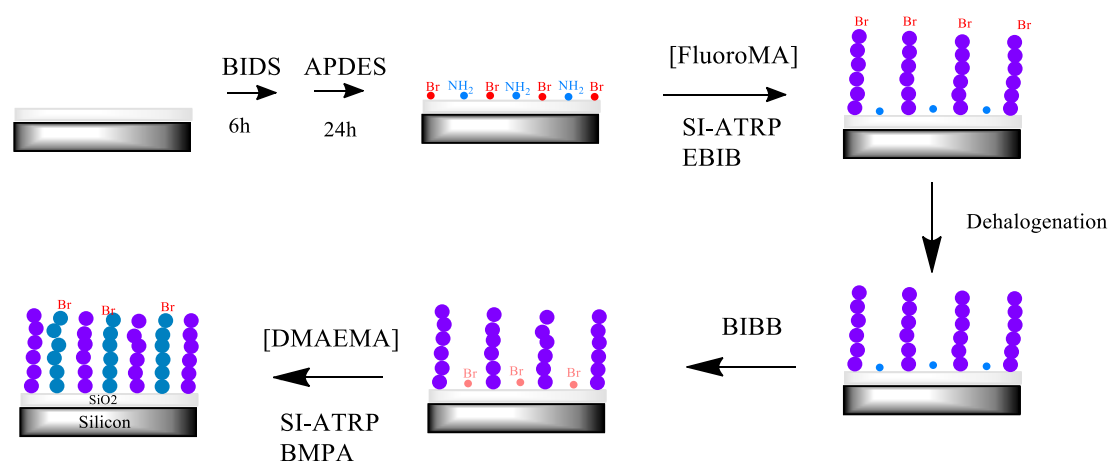 BIDS
6h
APDES
24h
Br NH2 Br NH2 Br NH2 Br
[FluoroMA]
SI-ATRP
EBIB
Br Br Br Br
Dehalogenation
BIBB
Br Br Br
[DMAEMA]
SI-ATRP
BMPA
Br Br Br
SiO2
Silicon